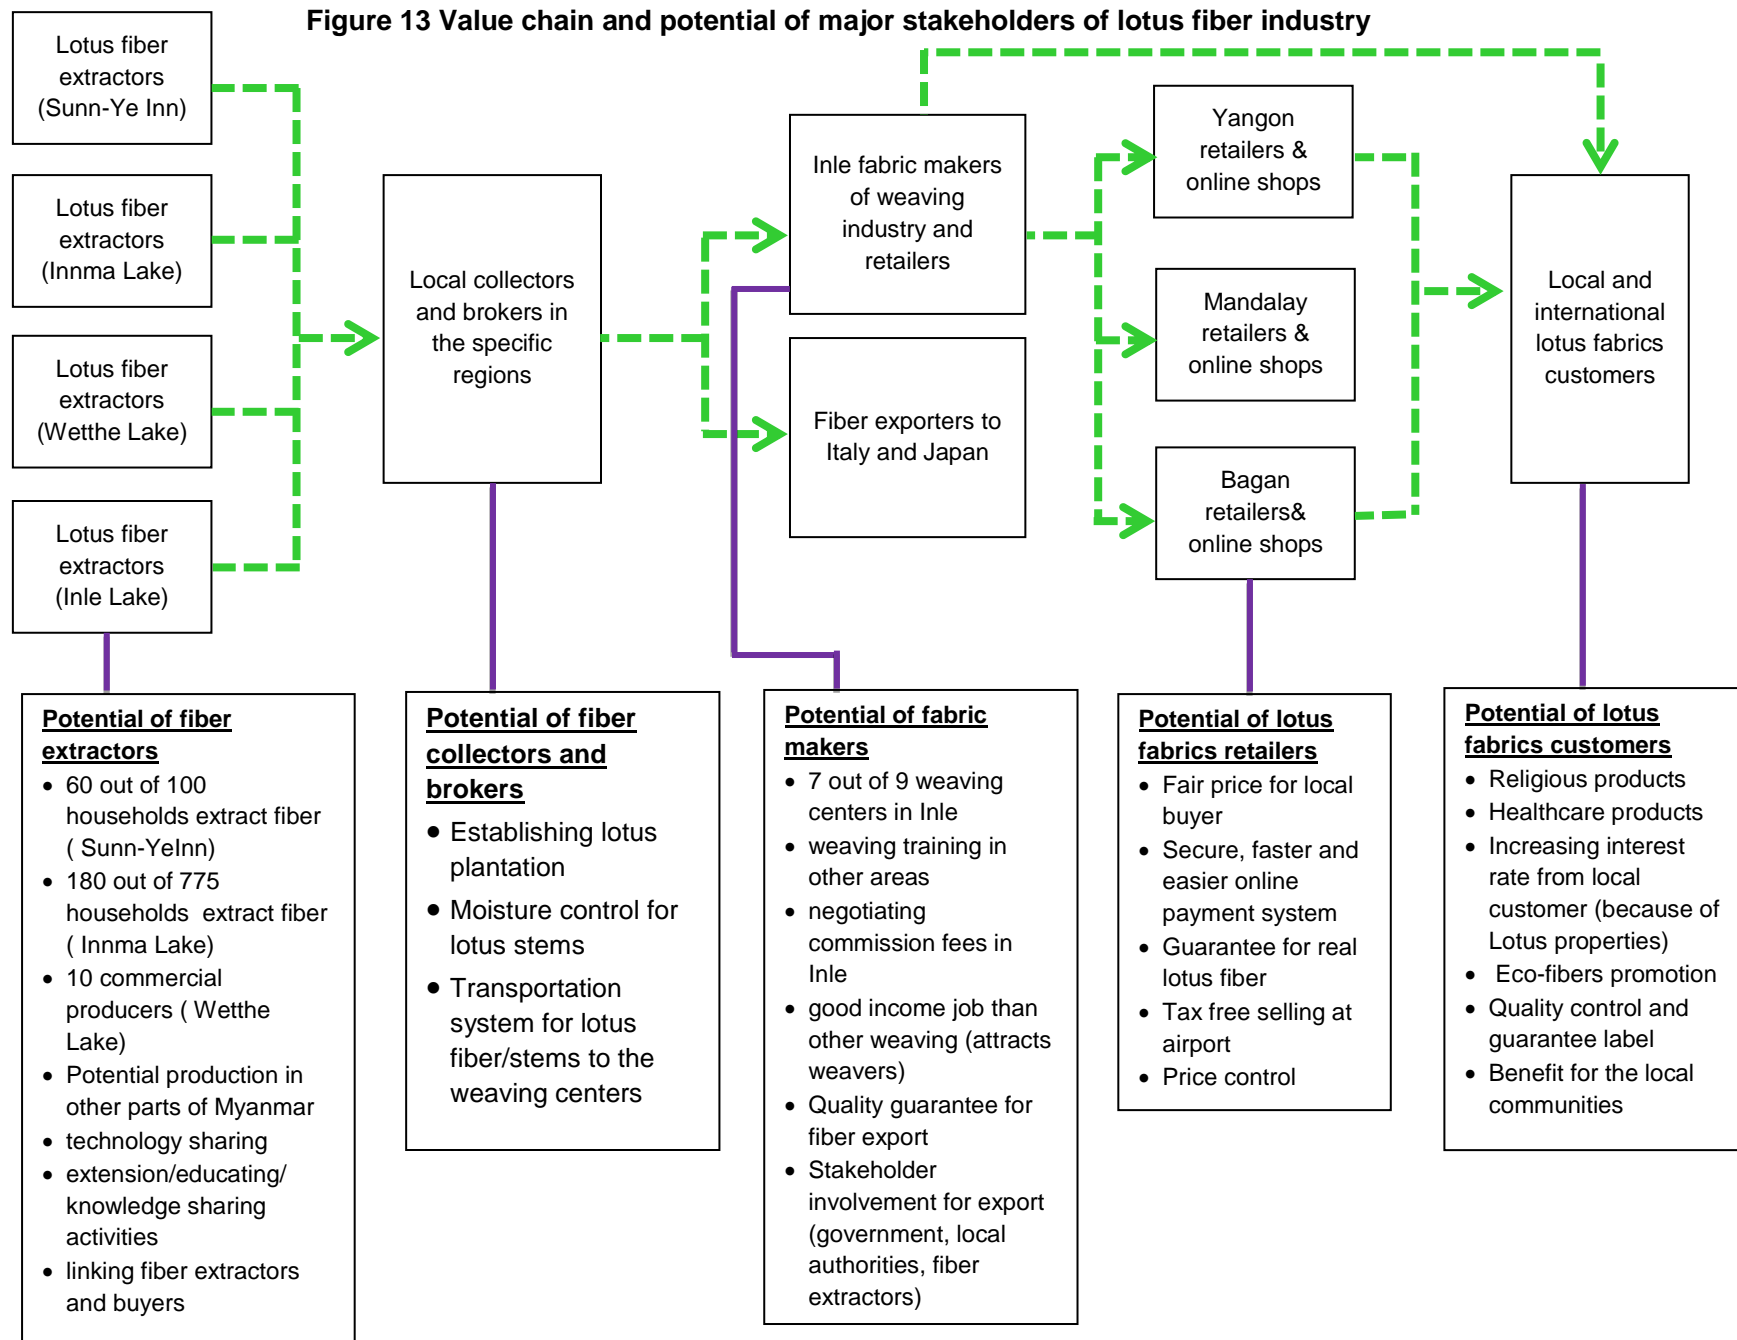 Figure 13 Value chain and potential of major stakeholders of lotus fiber industry
Lotus fiber
extractors
(Sunn-Ye Inn)
Lotus fiber
extractors
(Innma Lake)
Lotus fiber
extractors
(Wetthe Lake)
Lotus fiber
extractors
(Inle Lake)
Local collectors
and brokers in
the specific
regions
Inle fabric makers
of weaving
industry and
retailers
Fiber exporters to
Italy and Japan
Yangon
retailers &
online shops
Mandalay
retailers &
online shops
Bagan
retailers&
online shops
Local and
international
lotus fabrics
customers
Potential of fiber
extractors
• 60 out of 100
households extract fiber
( Sunn-YeInn)
• 180 out of 775
households  extract fiber
( Innma Lake)
• 10 commercial
producers ( Wetthe
Lake)
• Potential production in
other parts of Myanmar
• technology sharing
• extension/educating/
knowledge sharing
activities
• linking fiber extractors
and buyers
Potential of fiber
collectors and
brokers
• Establishing lotus
plantation
• Moisture control for
lotus stems
• Transportation
system for lotus
fiber/stems to the
weaving centers
Potential of fabric
makers
• 7 out of 9 weaving
centers in Inle
• weaving training in
other areas
• negotiating
commission fees in
Inle
• good income job than
other weaving (attracts
weavers)
• Quality guarantee for
fiber export
• Stakeholder
involvement for export
(government, local
authorities, fiber
extractors)
Potential of lotus
fabrics retailers
• Fair price for local
buyer
• Secure, faster and
easier online
payment system
• Guarantee for real
lotus fiber
• Tax free selling at
airport
• Price control
Potential of lotus
fabrics customers
• Religious products
• Healthcare products
• Increasing interest
rate from local
customer (because of
Lotus properties)
• Eco-fibers promotion
• Quality control and
guarantee label
• Benefit for the local
communities